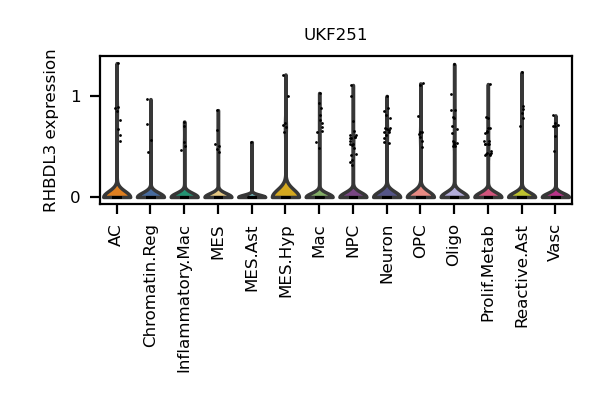 UKF251
RHBDL3 expression
1
0
AC
Chromatin.Reg
Inflammatory.Mac
MES
MES.Ast
MES.Hyp
Mac
NPC
Neuron
OPC
Oligo
Prolif.Metab
Reactive.Ast
Vasc